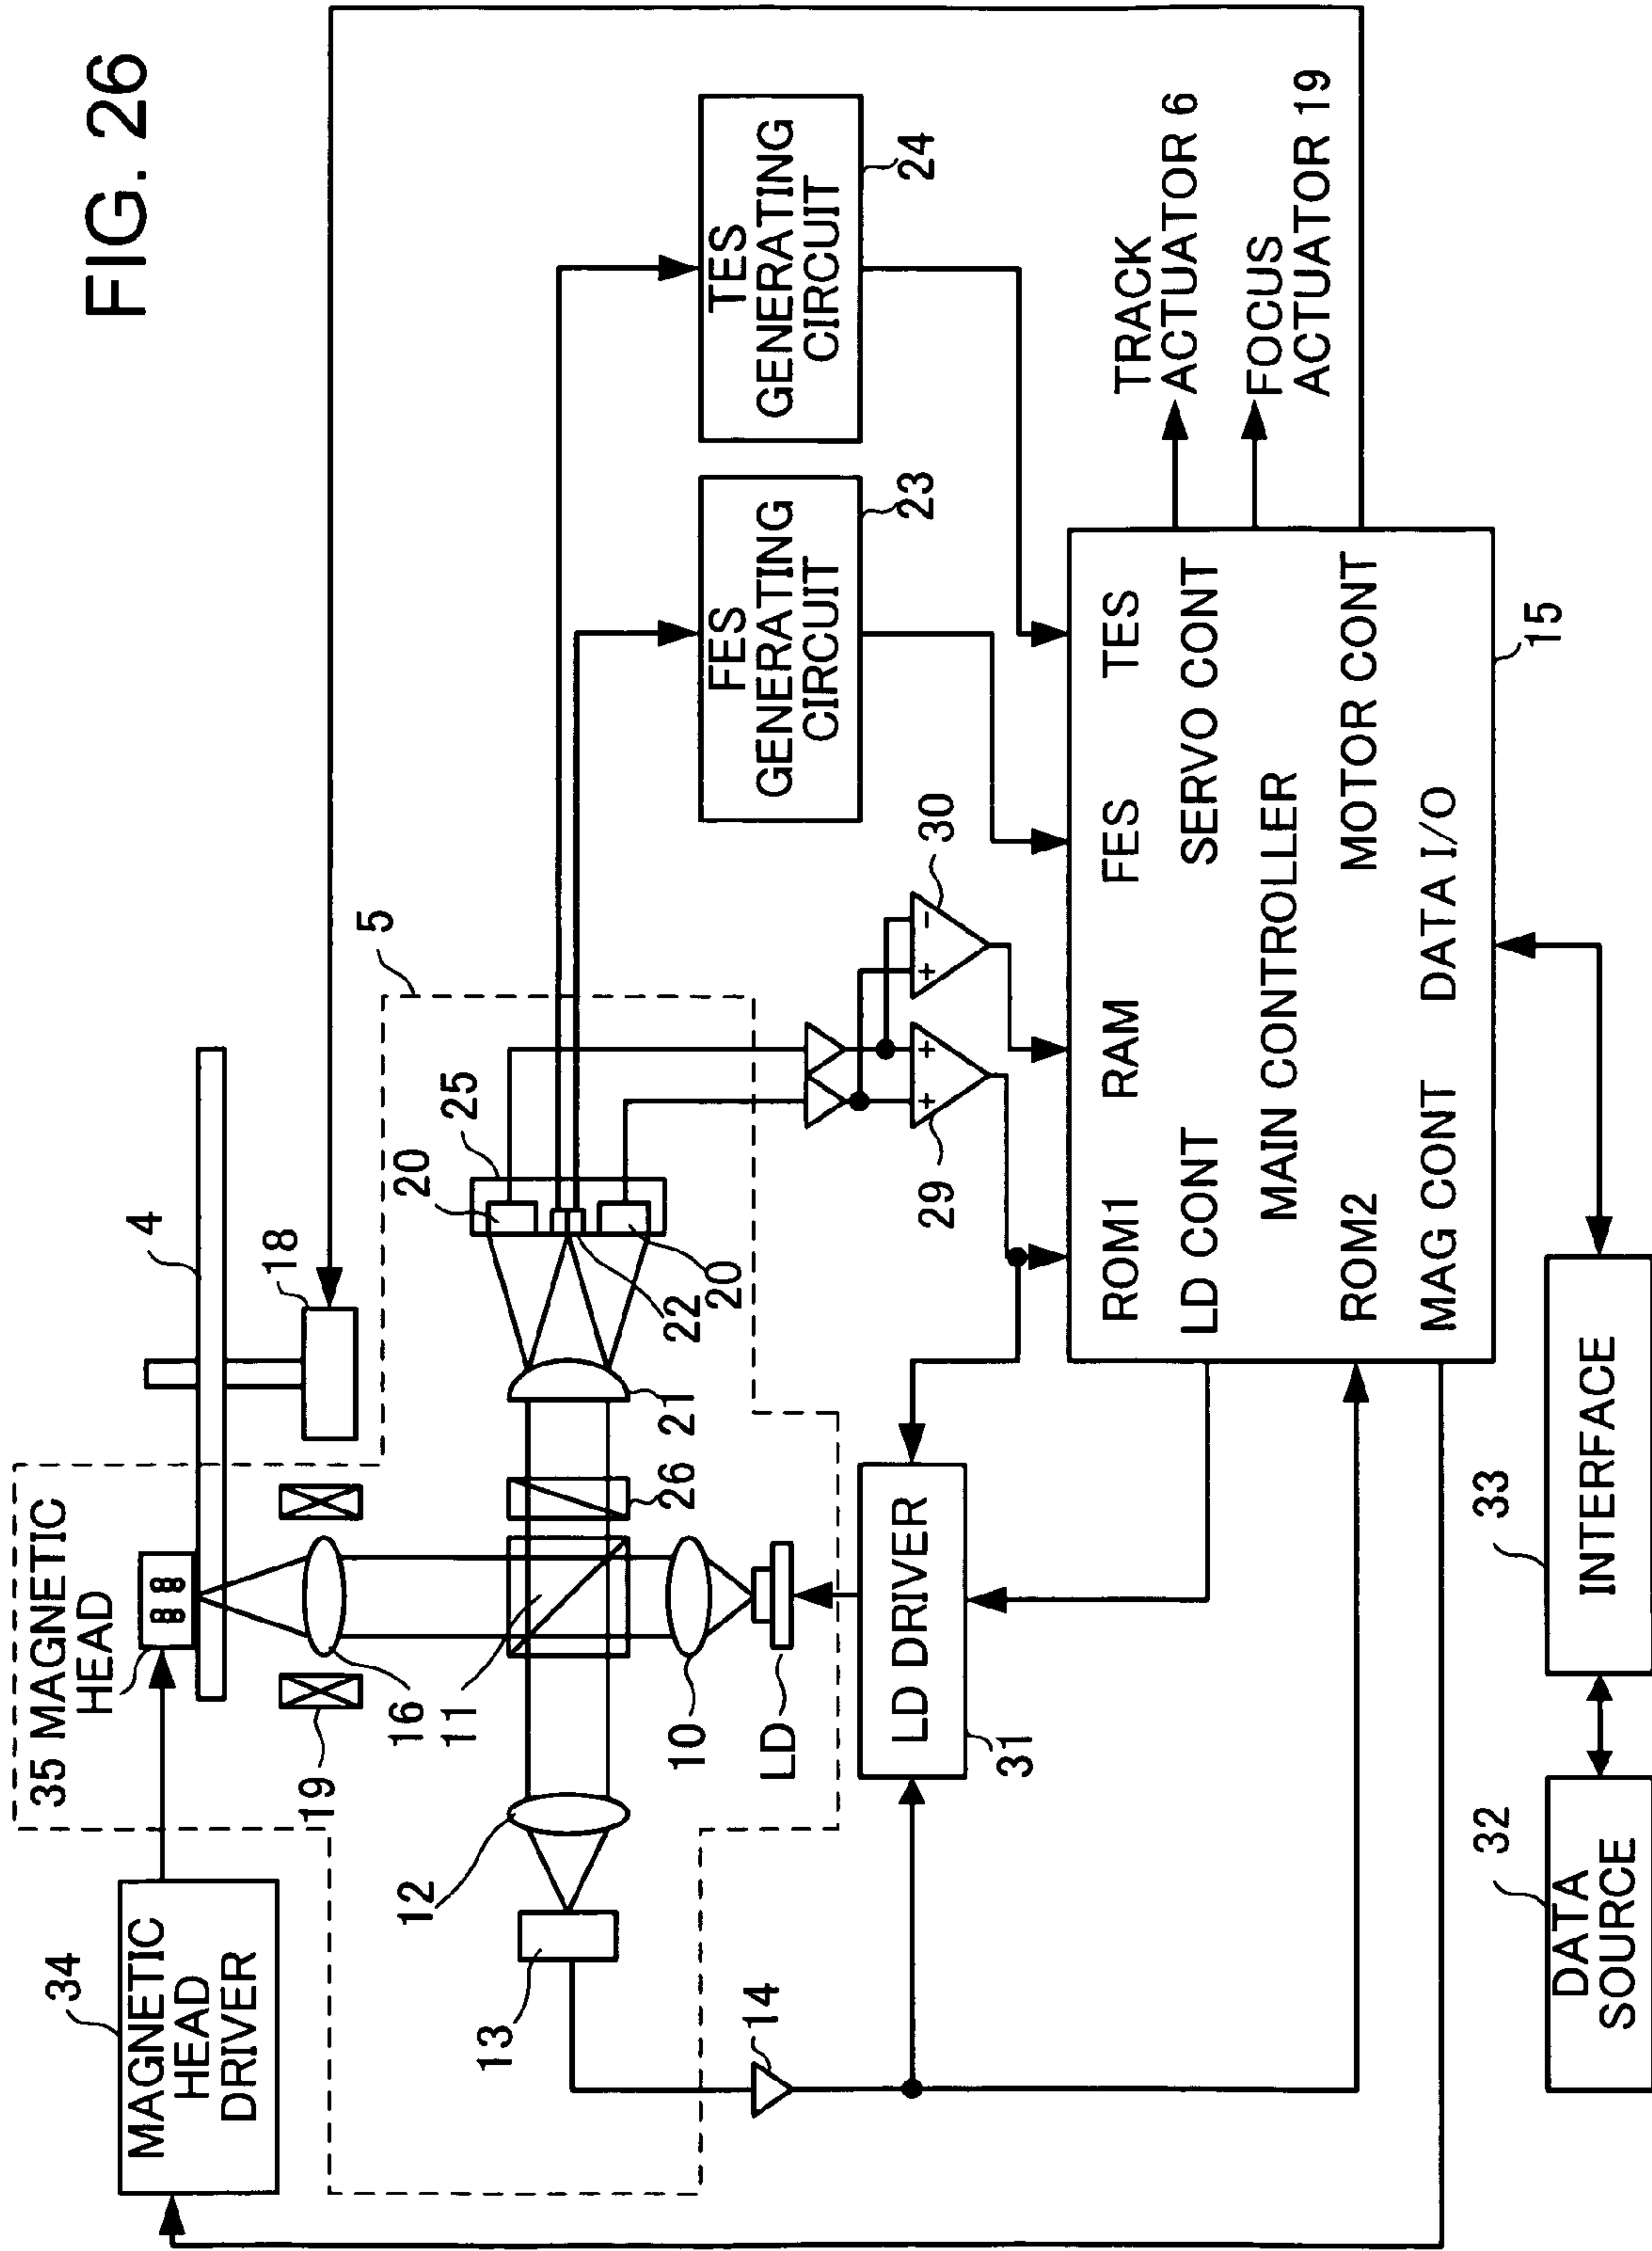 FIG. 26
34
MAGNETIC
HEAD
DRIVER
35 MAGNETIC
HEAD
4
18
5
19
16
11
12
13
10
LD
26
21
25
20
22
20
14
31
LD DRIVER
29
30
FES
GENERATING
CIRCUIT
23
TES
GENERATING
CIRCUIT
24
ROM1 RAM FES TES
LD CONT SERVO CONT
MAIN CONTROLLER
ROM2 MOTOR CONT
MAG CONT DATA I/O
15
TRACK
ACTUATOR 6
FOCUS
ACTUATOR 19
32
DATA
SOURCE
33
INTERFACE
+
+
+
-